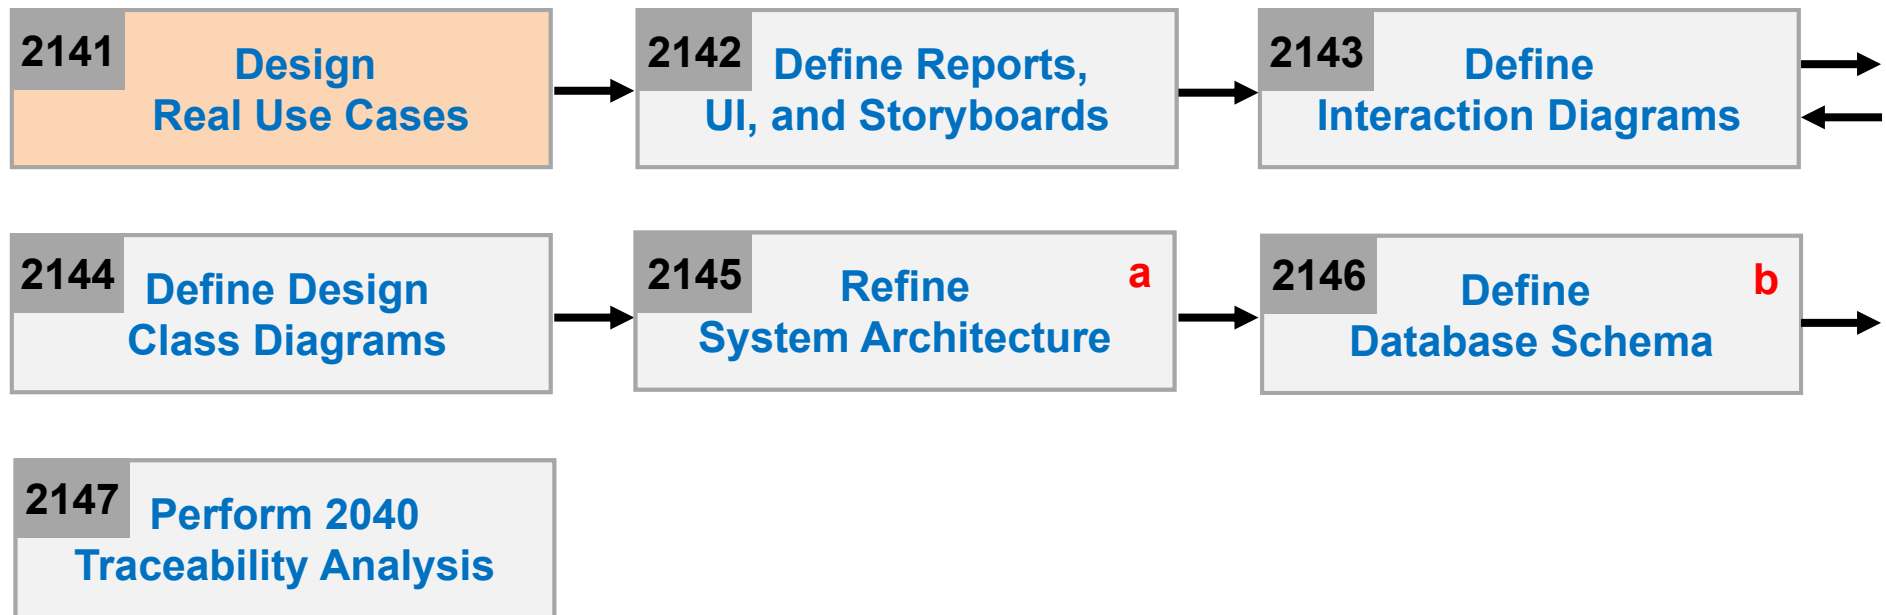 2141
Design
Real Use Cases
2142
Define Reports,
UI, and Storyboards
2143
Define
Interaction Diagrams
2144
Define Design
Class Diagrams
2145
Refine
a
System Architecture
2146
Define
b
Database Schema
2147
Perform 2040
Traceability Analysis